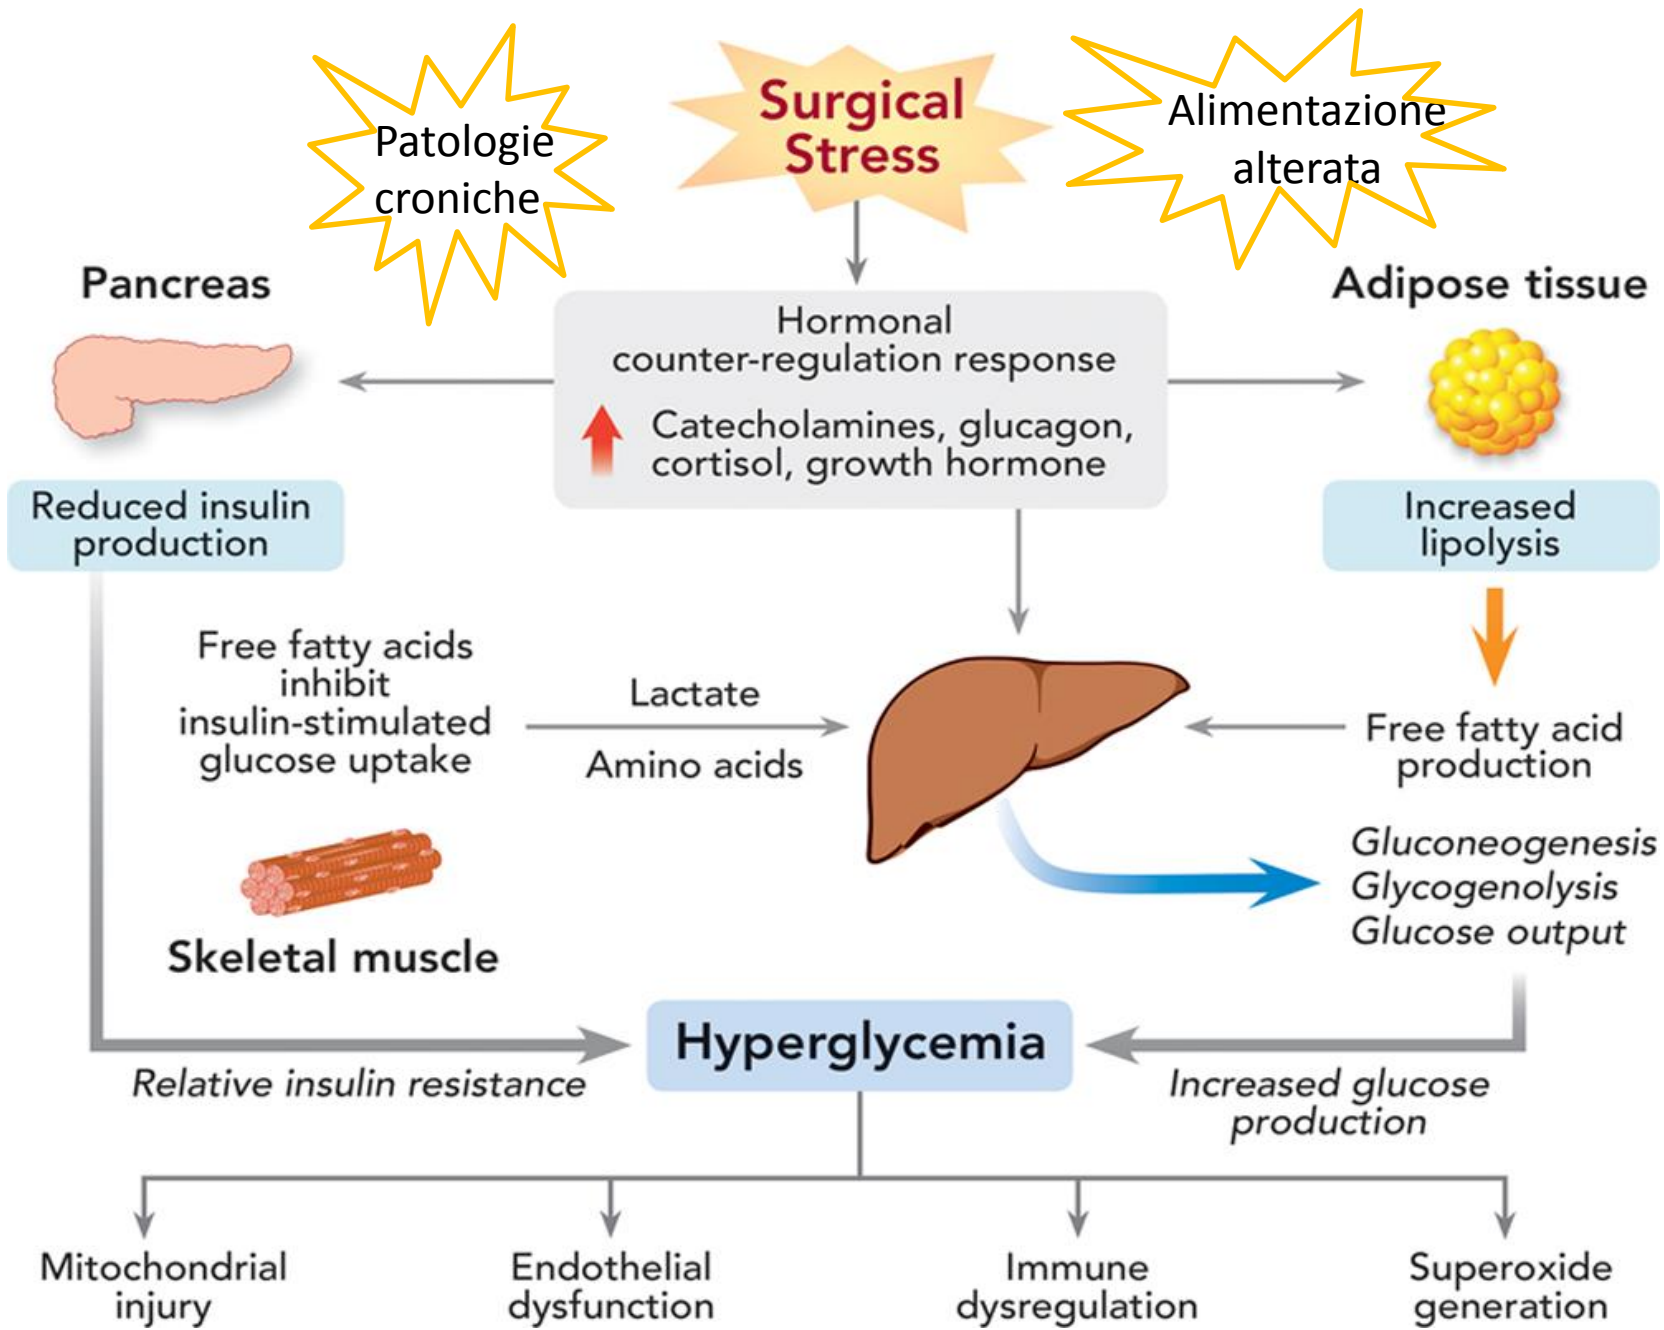 Patologie
croniche
Surgical
Stress
Alimentazione
alterata
Pancreas
Adipose tissue
Hormonal
counter-regulation response
Catecholamines, glucagon,
cortisol, growth hormone
Reduced insulin
production
Increased
lipolysis
Free fatty acids
inhibit
insulin-stimulated
glucose uptake
Lactate
Amino acids
Free fatty acid
production
Gluconeogenesis
Glycogenolysis
Glucose output
Skeletal muscle
Hyperglycemia
Relative insulin resistance
Increased glucose
production
Mitochondrial
injury
Endothelial
dysfunction
Immune
dysregulation
Superoxide
generation